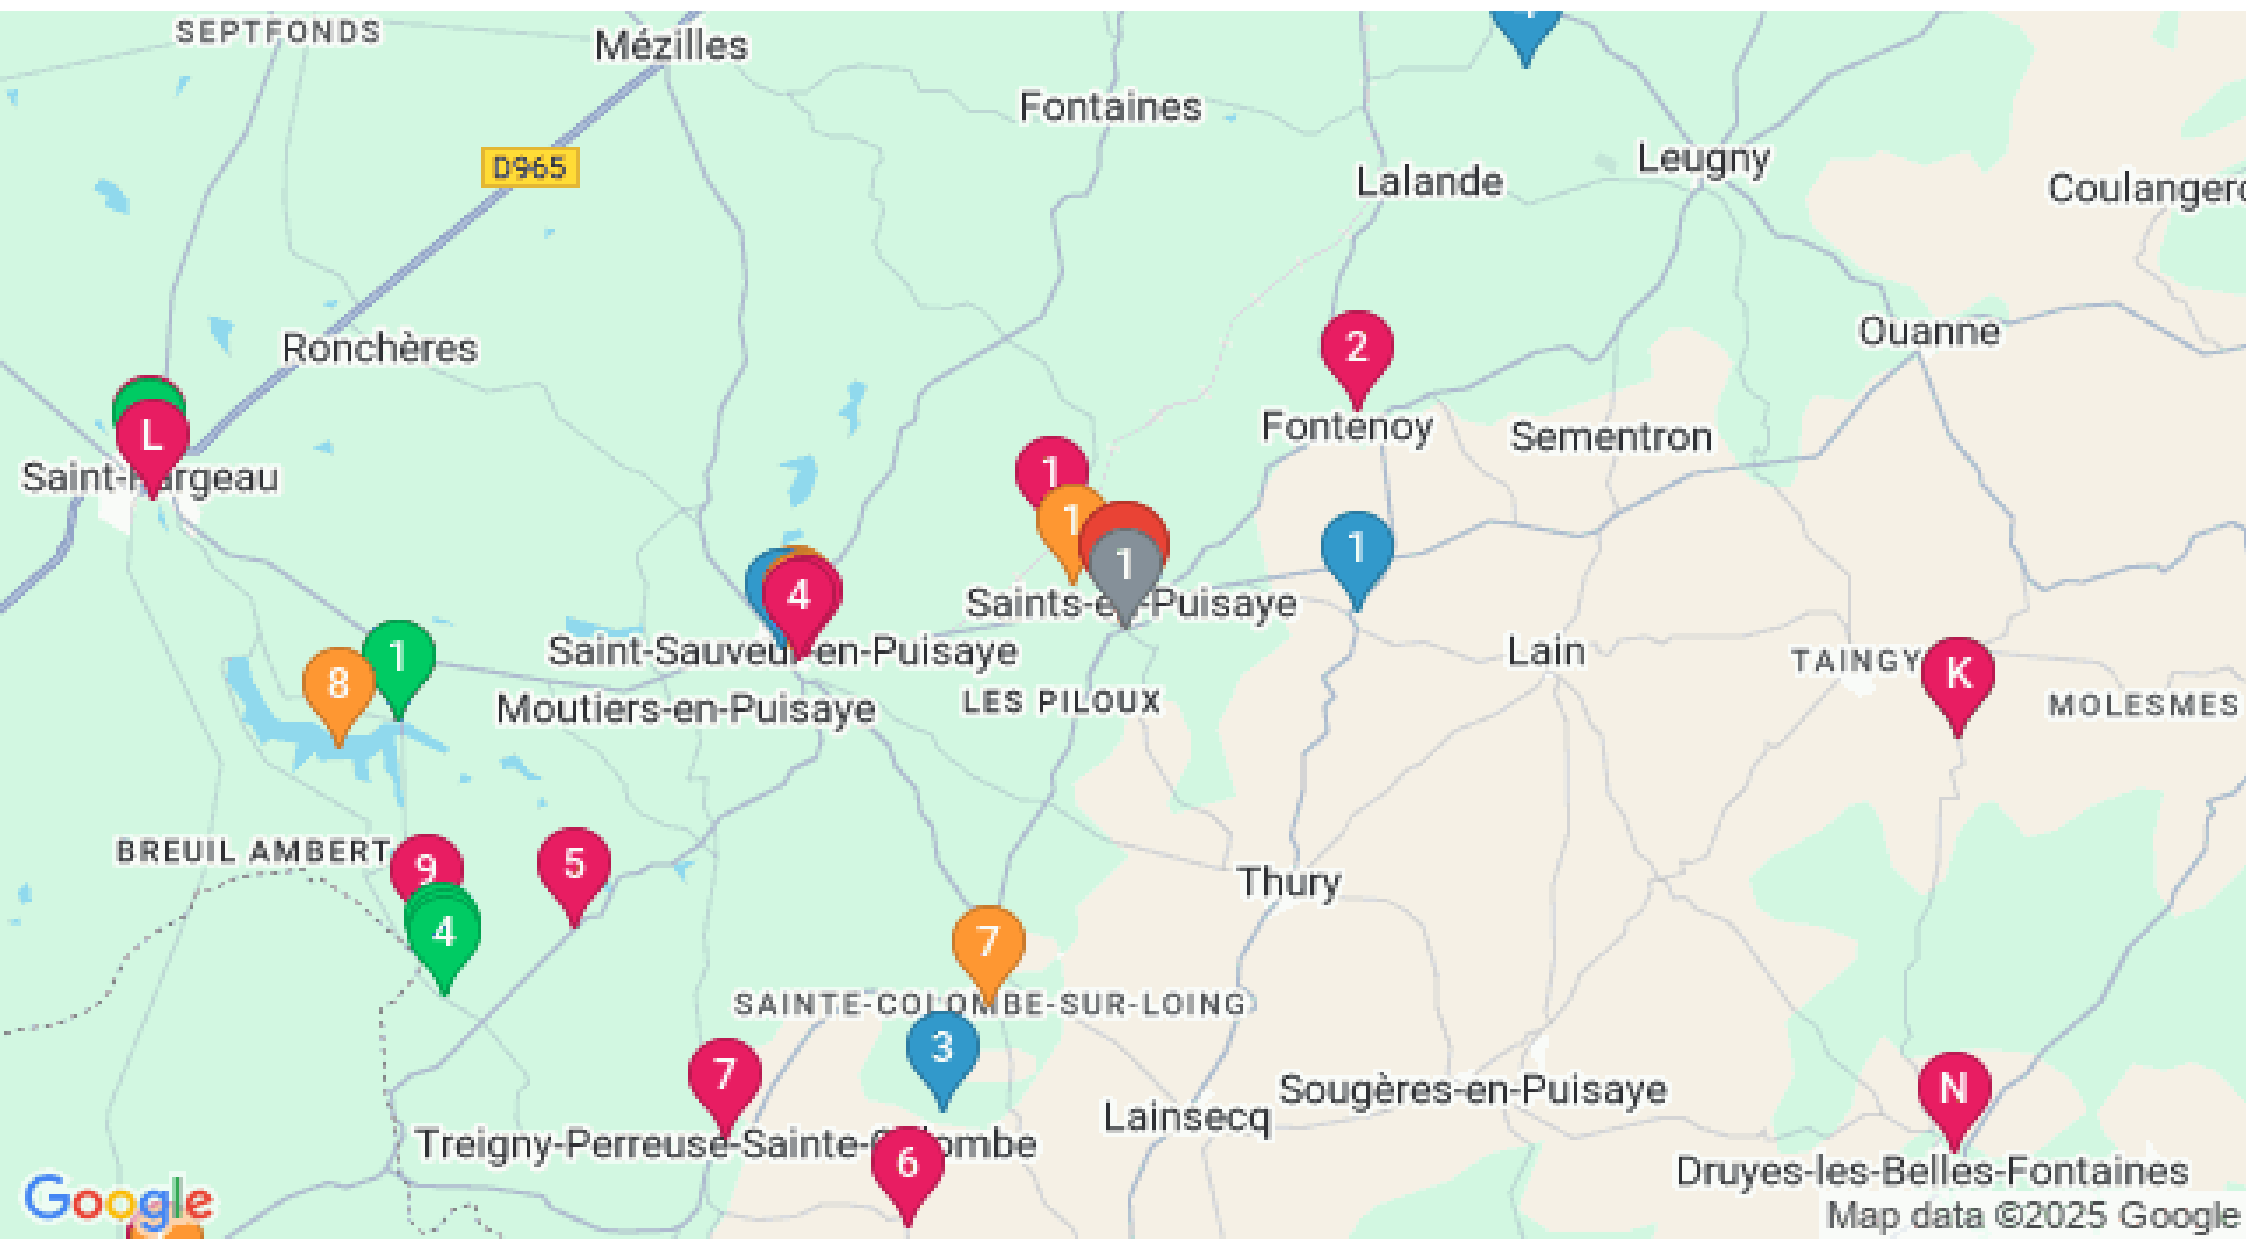 SEPTFONDS
Mézilles
Fontaines
D965
Leugny
Lalande
Coulangero
Ouanne
Ronchères
2
Fontenoy
Sementron
L
1
Saint-
argeau
1
1
1
4
Saints-e
-Puisaye
1
Saint-Sauveu
-en-Puisaye
Lain
TAINGY
K
8
LES PILOUX
MOLESMES
Moutiers-en-Puisaye
BREUIL AMBERT
9
5
Thury
4
7
SAINTE-COLOMBE-SUR-LOING
3
7
Sougères-en-Puisaye
N
Lainsecq
Treigny-Perreuse-Sainte-
ombe
6
Druyes-les-Belles-Fontaines
Google
Map data ©2025 Google